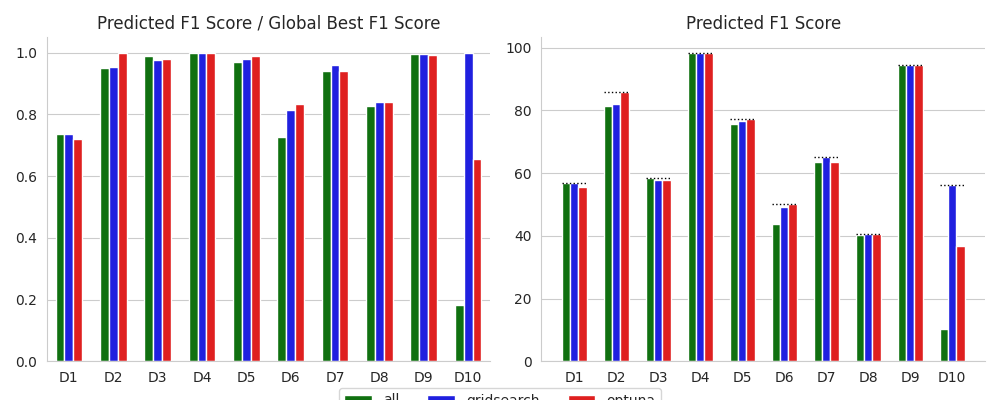 Predicted F1 Score / Global Best F1 Score
1.0
0.8
0.6
0.4
0.2
0.0
D1 D2 D3 D4 D5 D6 D7 D8 D9 D10
Predicted F1 Score
100
80
60
40
20
0
D1 D2 D3 D4 D5 D6 D7 D8 D9 D10
all gridsearch optuna